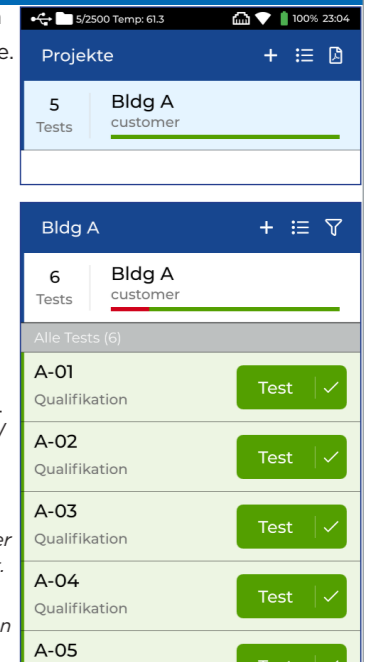 5/2500 Temp: 61.3 100% 23:04
e.
Projekte
5 Bldg A
Tests customer
Bldg A
6 Bldg A
Tests customer
Alle Tests (6)
A-01
Qualifikation Test
A-02
Qualifikation Test
A-03
Qualifikation Test
er
A-04
Qualifikation Test
n
A-05